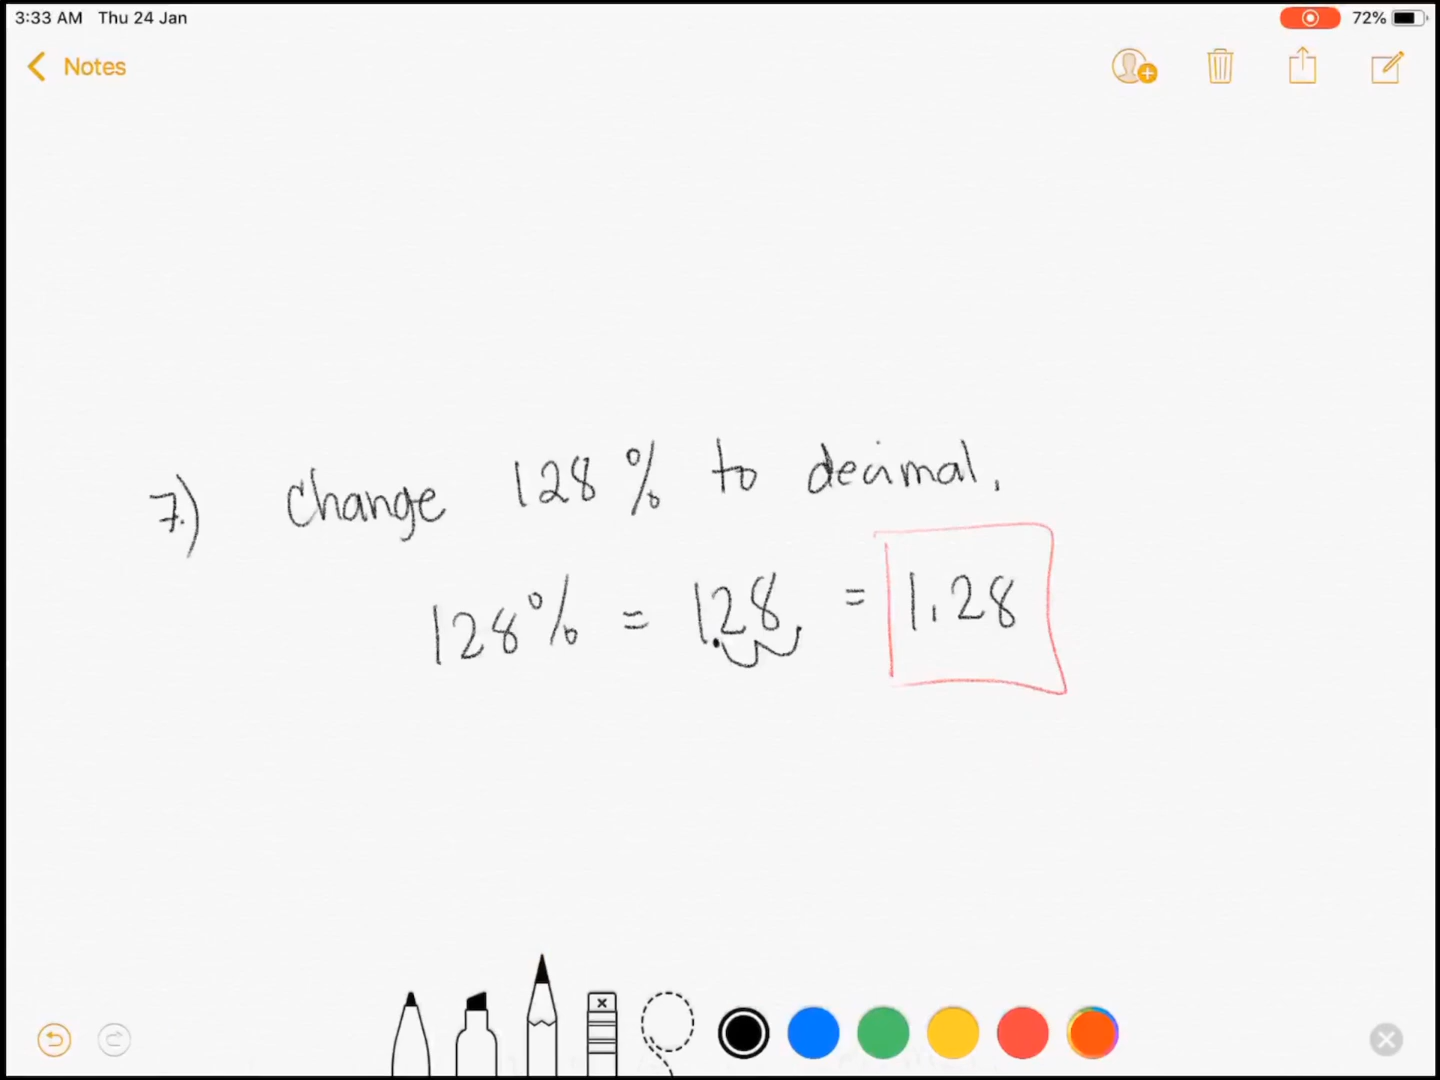 3:33 AM Thu 24 Jan 72%
Notes
7.) Change 128% to decimal.
128% = 1.28. = 1.28